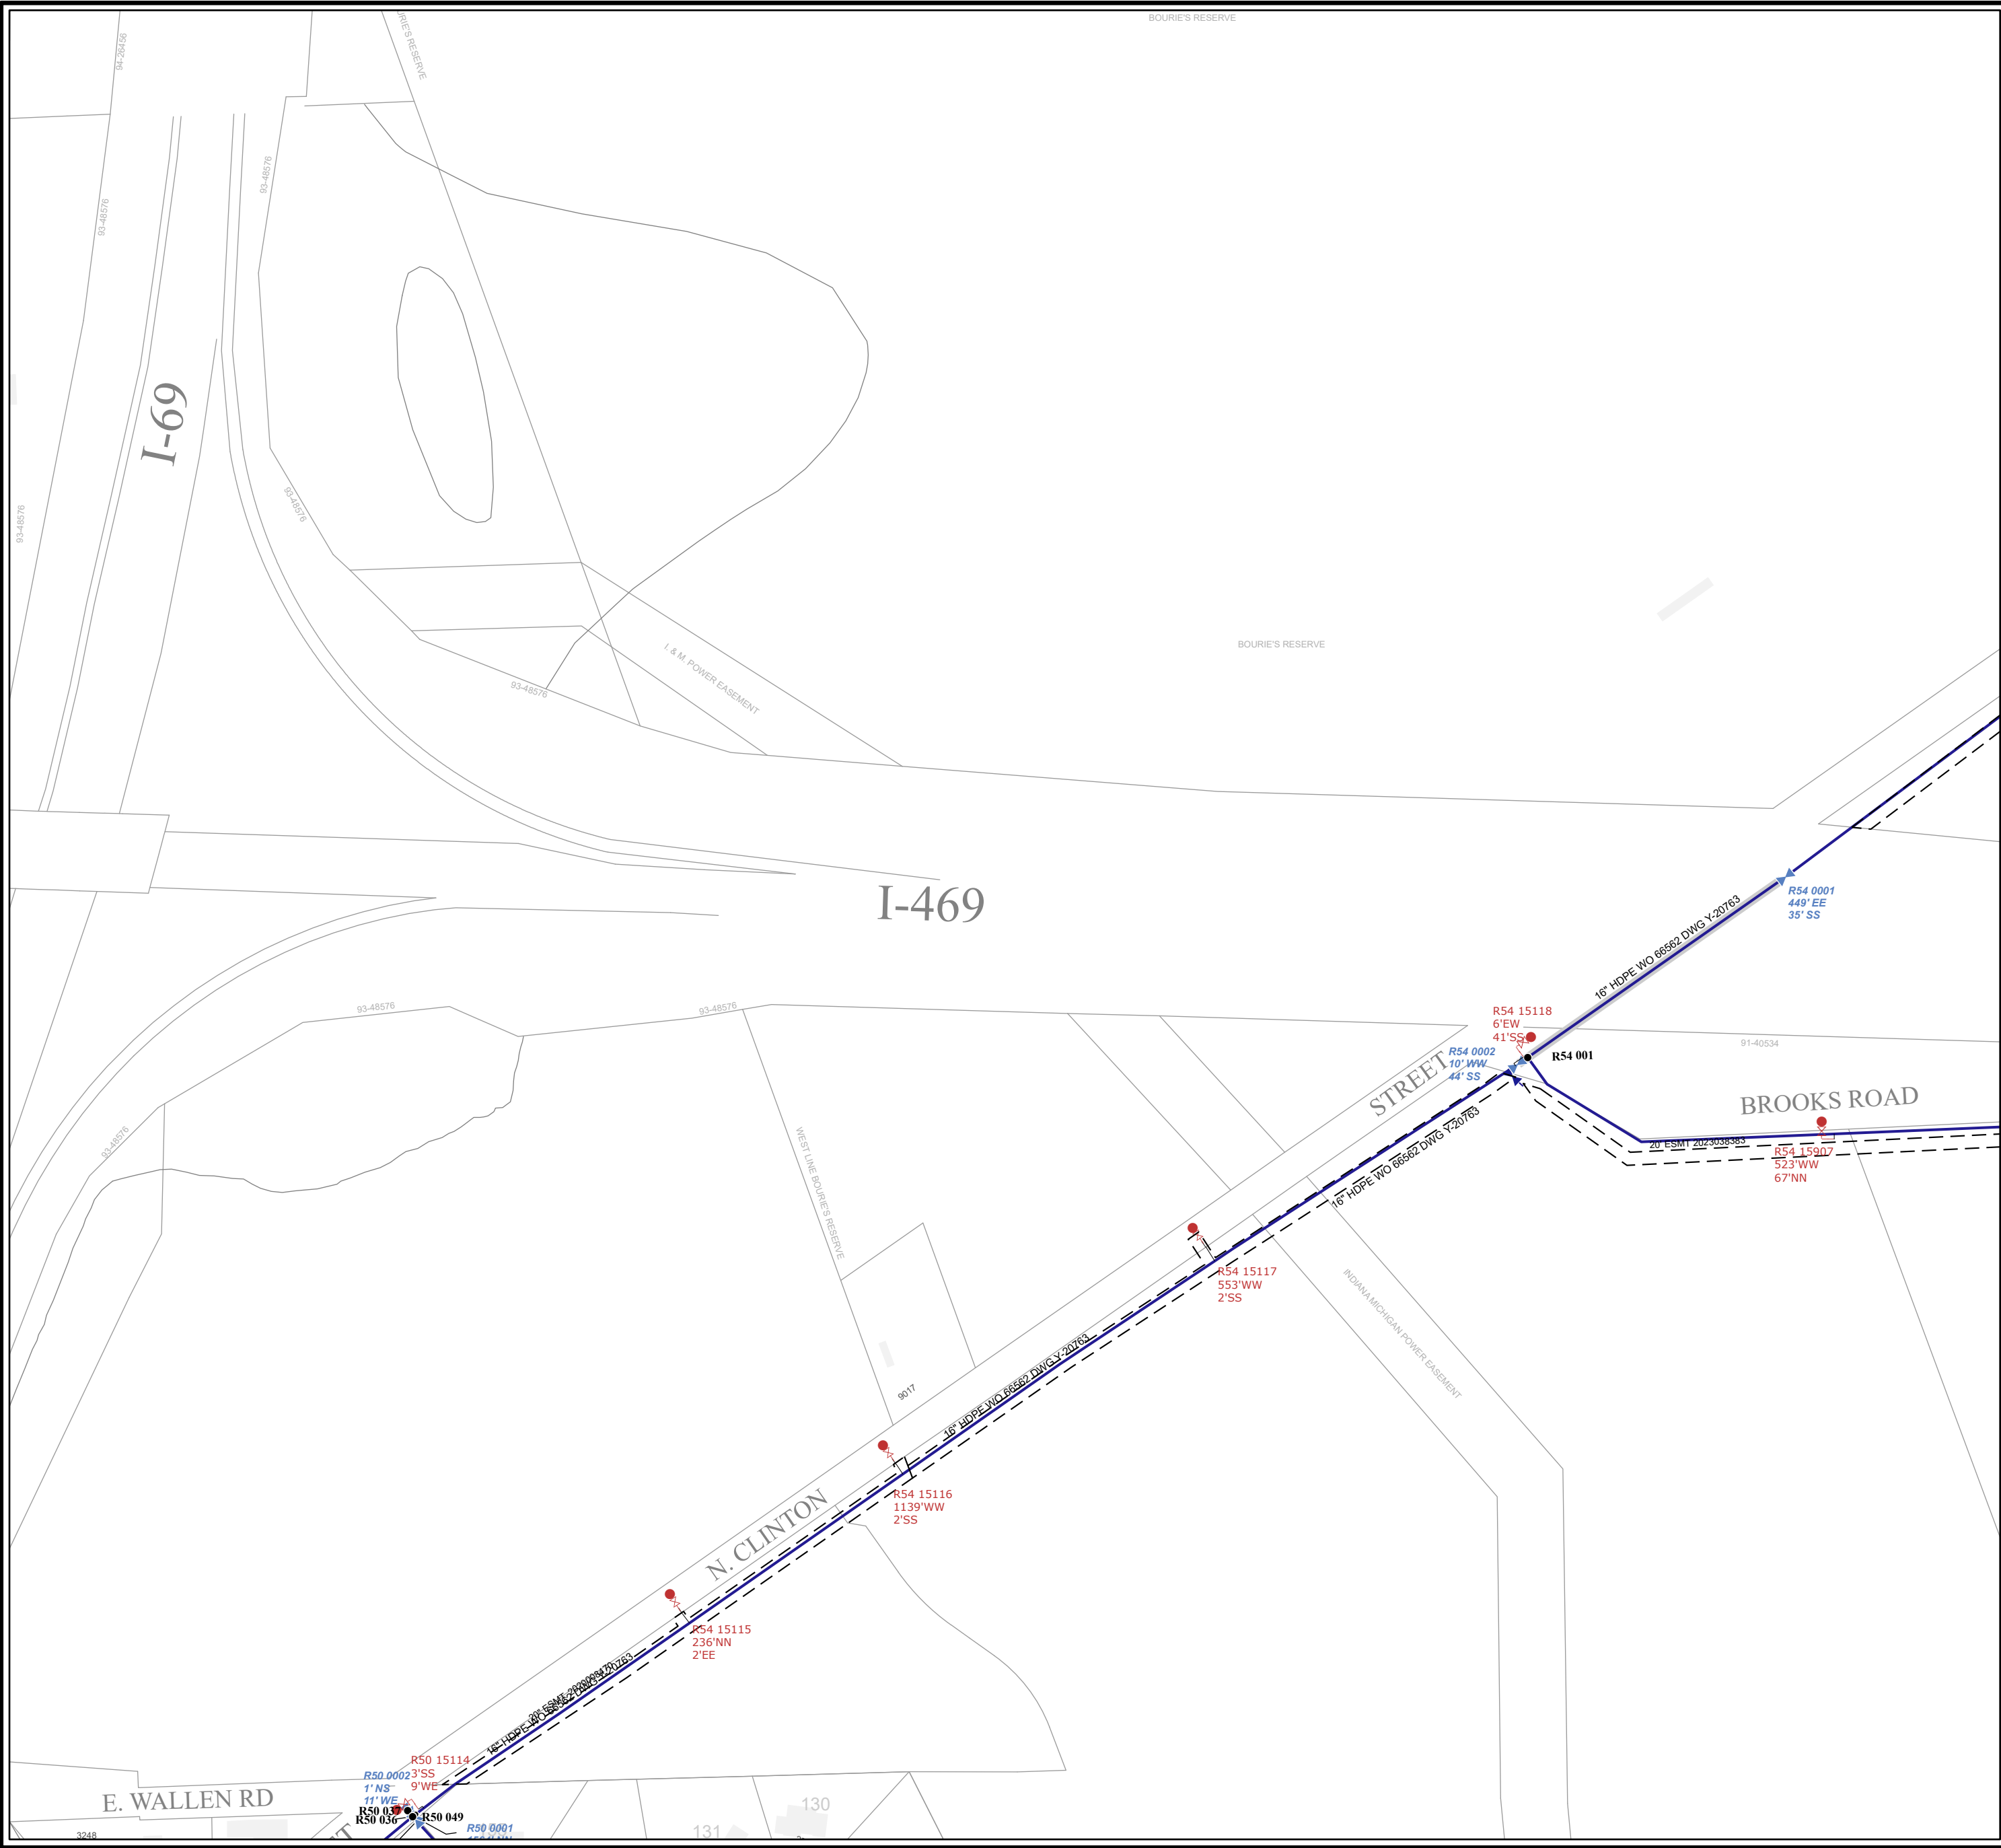 BOURIE'S RESERVE
94-26456
93-48576
93-48576
I-69
93-48576
93-48576
BOURIE'S RESERVE
I. & M. POWER EASEMENT
93-48576
I-469
R54 0001
449' EE
35' SS
16" HDPE WO 66562 DWG Y-20763
93-48576
93-48576
R54 15118
6'EW
41'SS
R54 0002
10' WW
44' SS
R54 001
91-40534
STREET
BROOKS ROAD
20' ESMT 2023038383
R54 15907
523'WW
67'NN
16" HDPE WO 66562 DWG Y-20763
93-48576
WEST LINE BOURIE'S RESERVE
R54 15117
553'WW
2'SS
INDIANA MICHIGAN POWER EASEMENT
16" HDPE WO 66562 DWG Y-20763
9017
R54 15116
1139'WW
2'SS
N. CLINTON
R54 15115
236'NN
2'EE
16" HDPE WO 66562 DWG Y-20763
R50 15114
3'SS
9'WE
R50 0002
1' NS
11' WE
E. WALLEN RD
R50 036
R50 049
R50 0001
3248
130
131